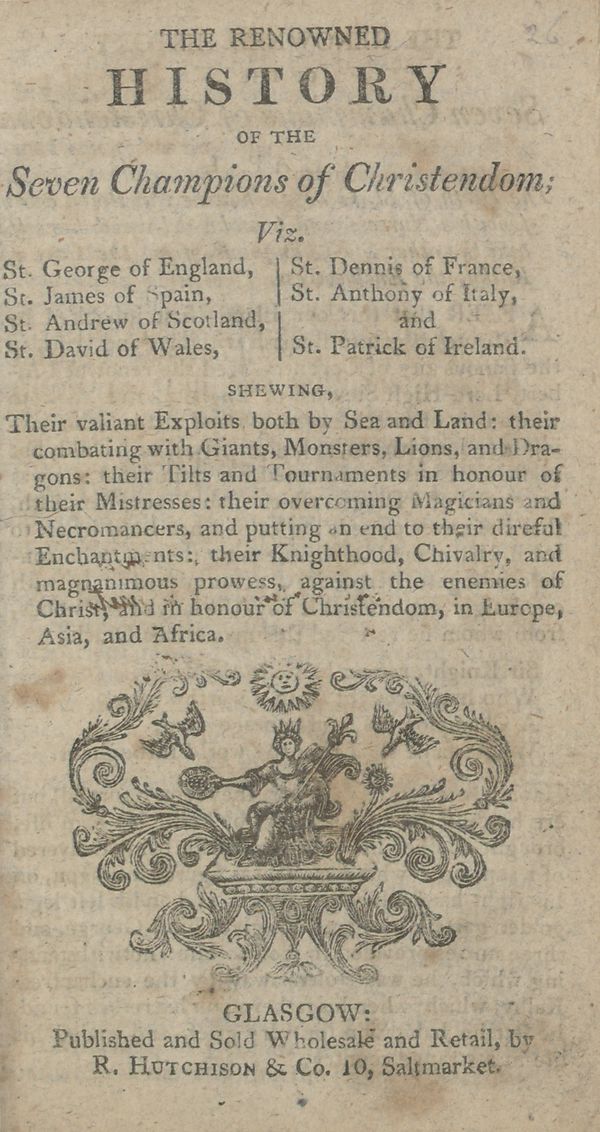 26
THE RENOWNED
HISTORY
OF THE
Seven Champions of Christendom;
Viz.
St. George of England,
St. James of Spain,
St. Andrew of Scotland,
St. David of Wales,
St. Dennis of France,
St. Anthony of Italy,
and
St. Patrick of Ireland.
SHEWING,
Their valiant Exploits both by Sea and Land: their
combating with Giants, Monsters, Lions, and Dra-
gons: their Tilts and Tournaments in honour of
their Mistresses: their overcoming Magicians and
Necromancers, and putting an end to their direful
Enchantments: their Knighthood, Chivalry, and
magnanimous prowess, against the enemies of
Christ, and in honour of Christendom, in Europe,
Asia, and Africa.
GLASGOW:
Published and Sold Wholesale and Retail, by
R. HUTCHISON & Co. 10, Saltmarket.